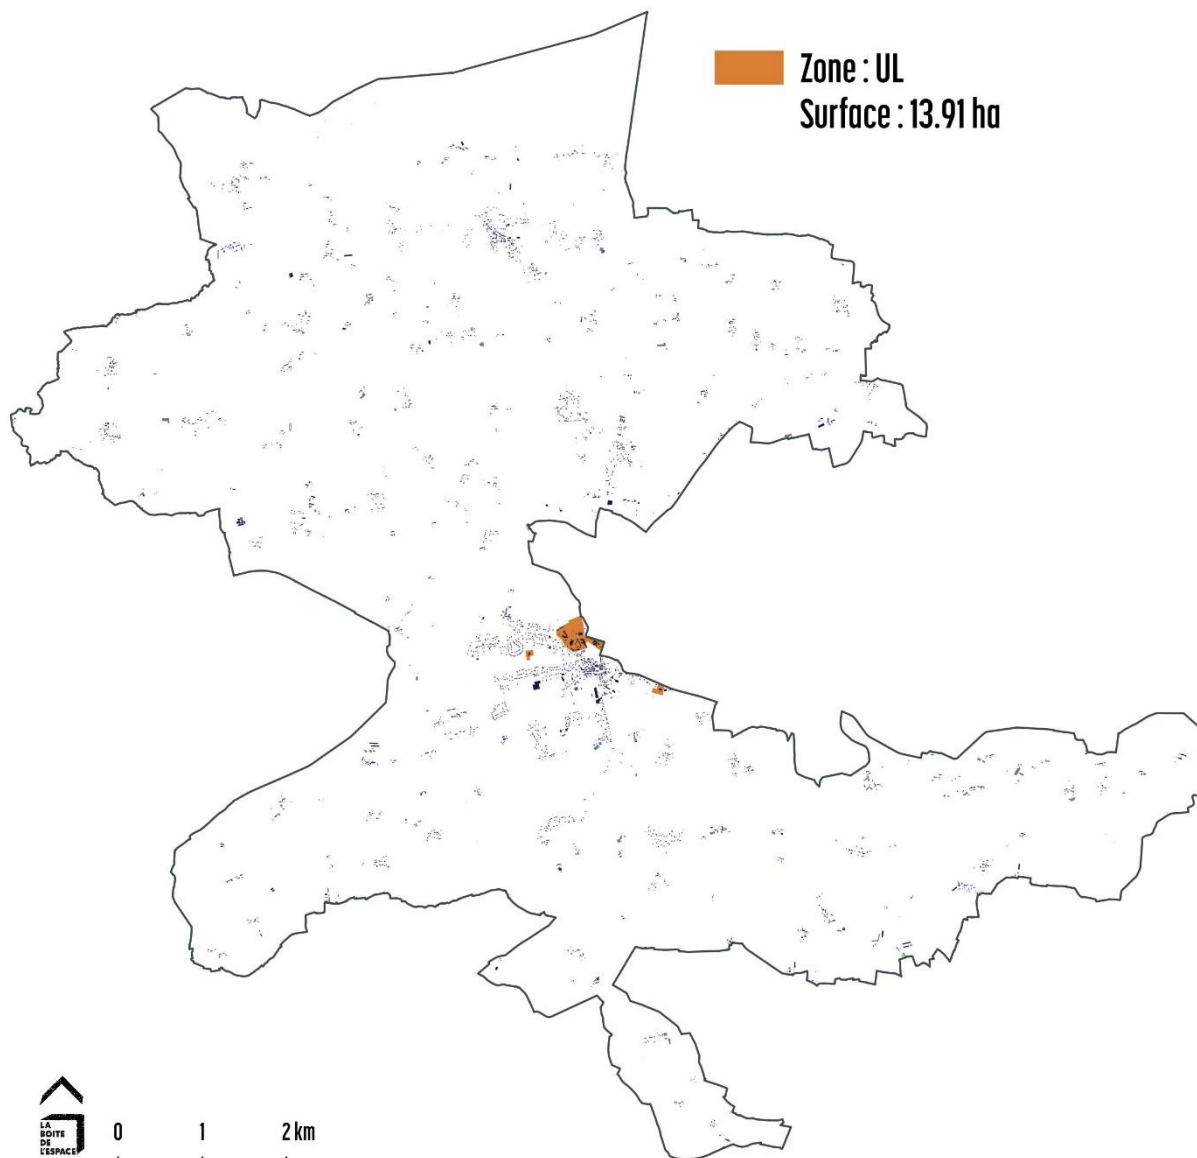 Zone : UL
Surface : 13.91 ha
LA
BOITE
DE
L'ESPACE
0 1 2 km